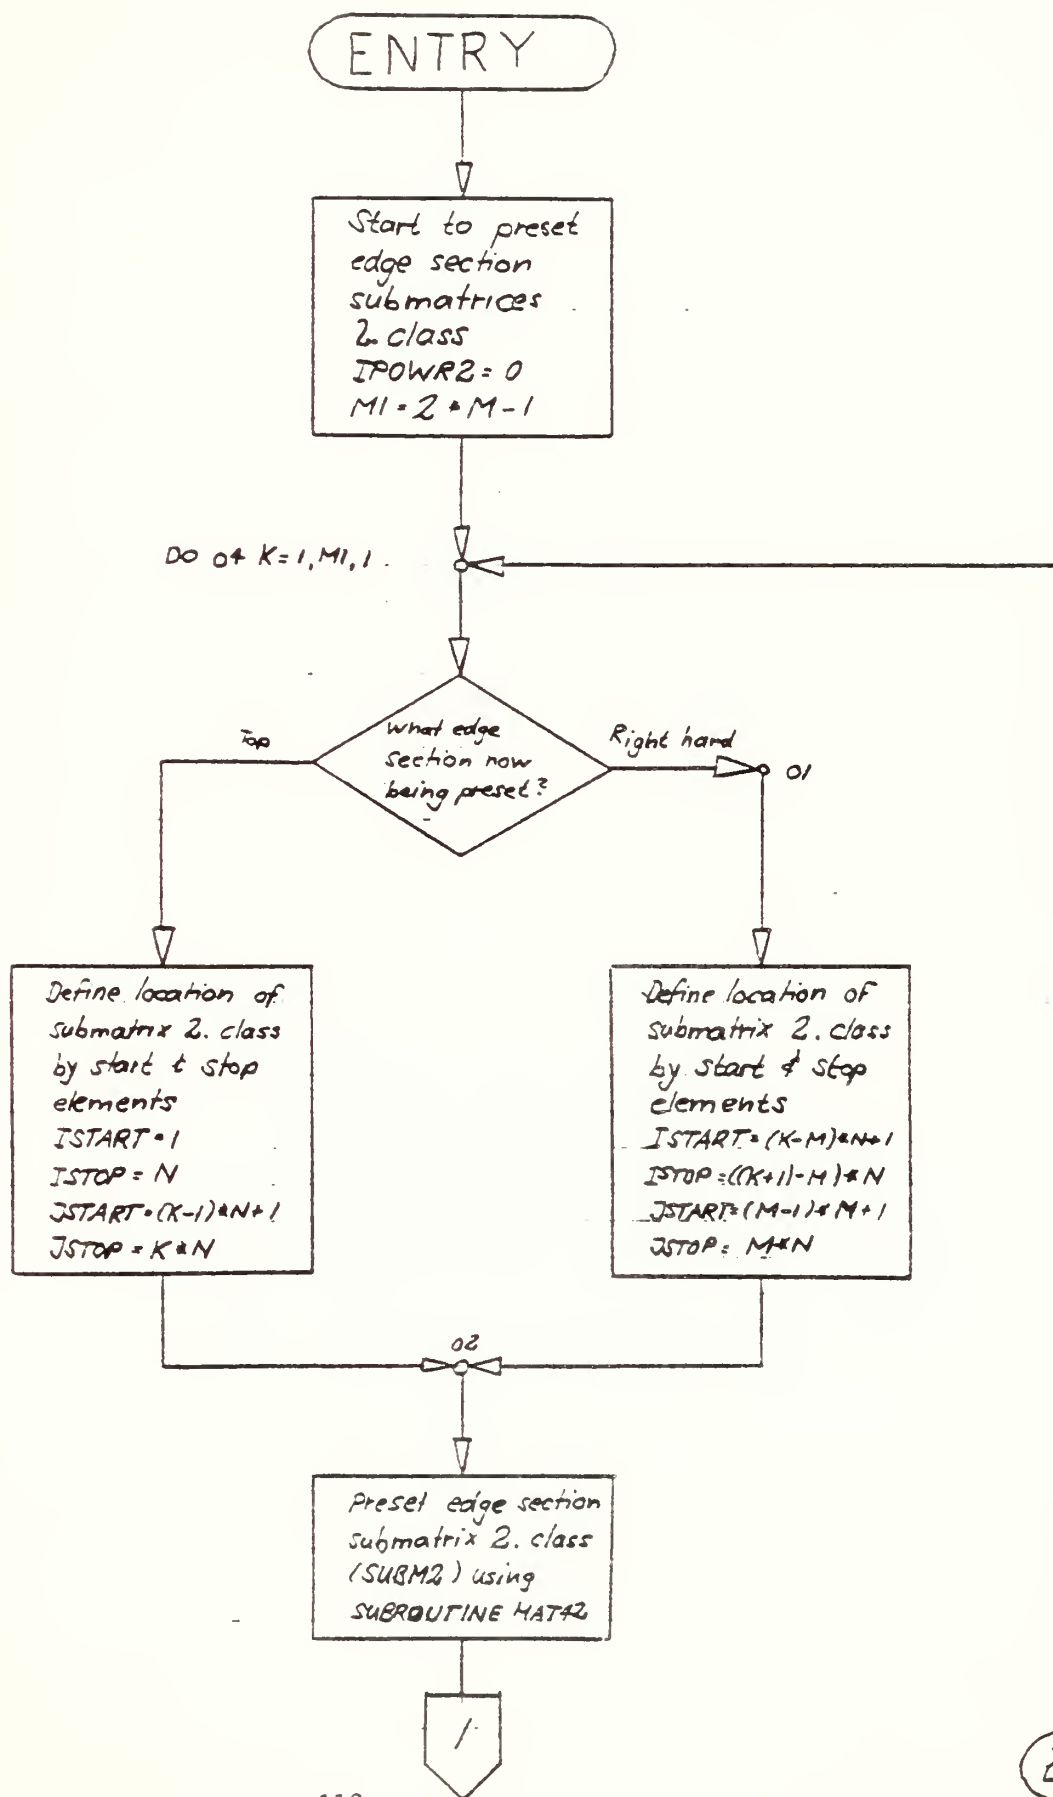 ENTRY
Start to preset
edge section
submatrices
2. class
IPOWR2 = 0
M1 = 2 * M - 1
DO 04 K = 1, M1, 1
What edge
section now
being preset?
Top
Right hard
01
Define location of
submatrix 2. class
by start & stop
elements
ISTART = 1
ISTOP = N
JSTART = (K-1)*N+1
JSTOP = K*N
Define location of
submatrix 2. class
by start & stop
elements
ISTART = (K-M)*N+1
ISTOP = ((K+1)-M)*N
JSTART = (M-1)*M+1
JSTOP = M*N
02
Preset edge section
submatrix 2. class
(SUBM2) using
SUBROUTINE MAT42
1